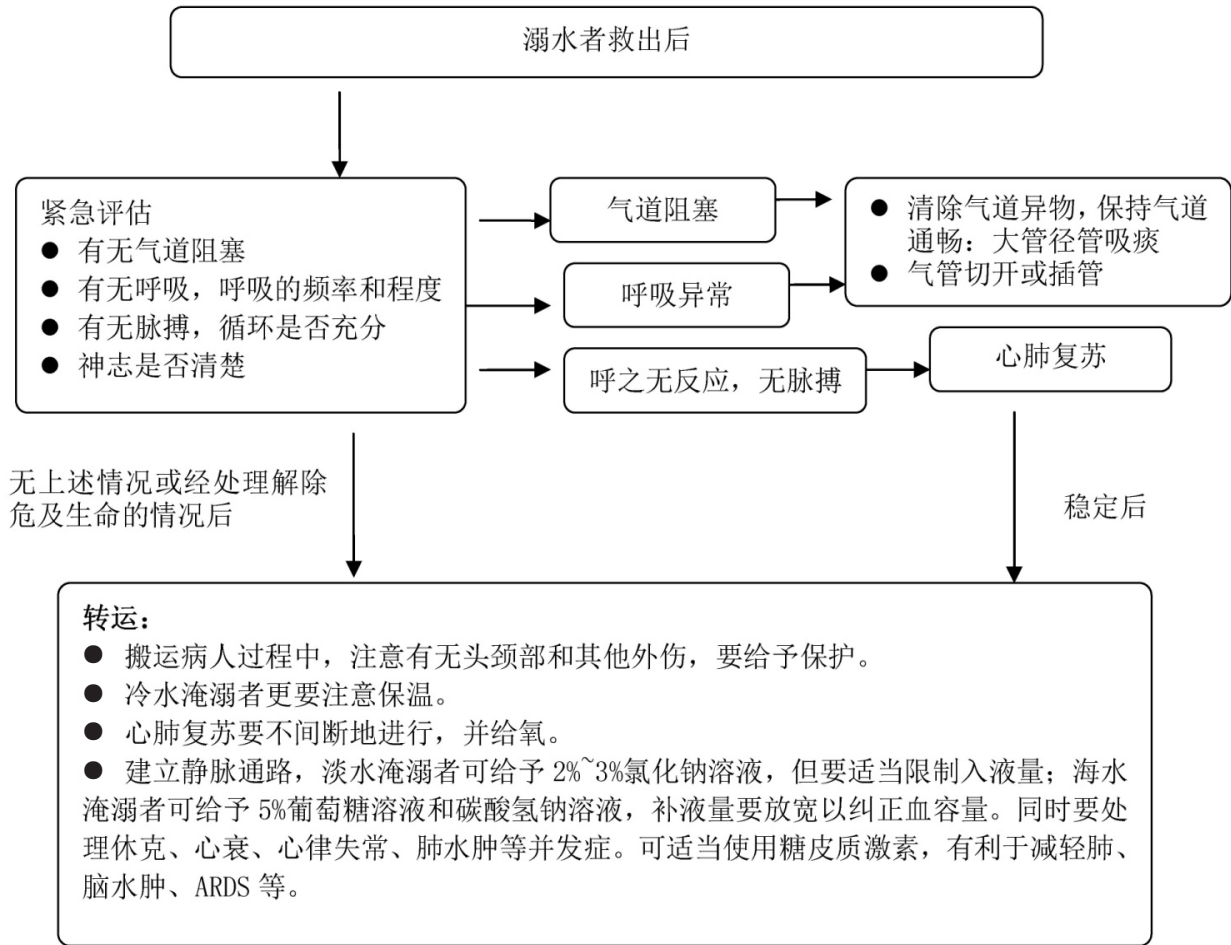 溺水者救出后
紧急评估
● 有无气道阻塞
● 有无呼吸，呼吸的频率和程度
● 有无脉搏，循环是否充分
● 神志是否清楚
气道阻塞
● 清除气道异物，保持气道
通畅：大管径管吸痰
● 气管切开或插管
呼吸异常
呼之无反应，无脉搏
心肺复苏
无上述情况或经处理解除
危及生命的情况后
稳定后
转运：
● 搬运病人过程中，注意有无头颈部和其他外伤，要给予保护。
● 冷水淹溺者更要注意保温。
● 心肺复苏要不间断地进行，并给氧。
● 建立静脉通路，淡水淹溺者可给予 2%~3%氯化钠溶液，但要适当限制入液量；海水
淹溺者可给予 5%葡萄糖溶液和碳酸氢钠溶液，补液量要放宽以纠正血容量。同时要处
理休克、心衰、心律失常、肺水肿等并发症。可适当使用糖皮质激素，有利于减轻肺、
脑水肿、ARDS 等。